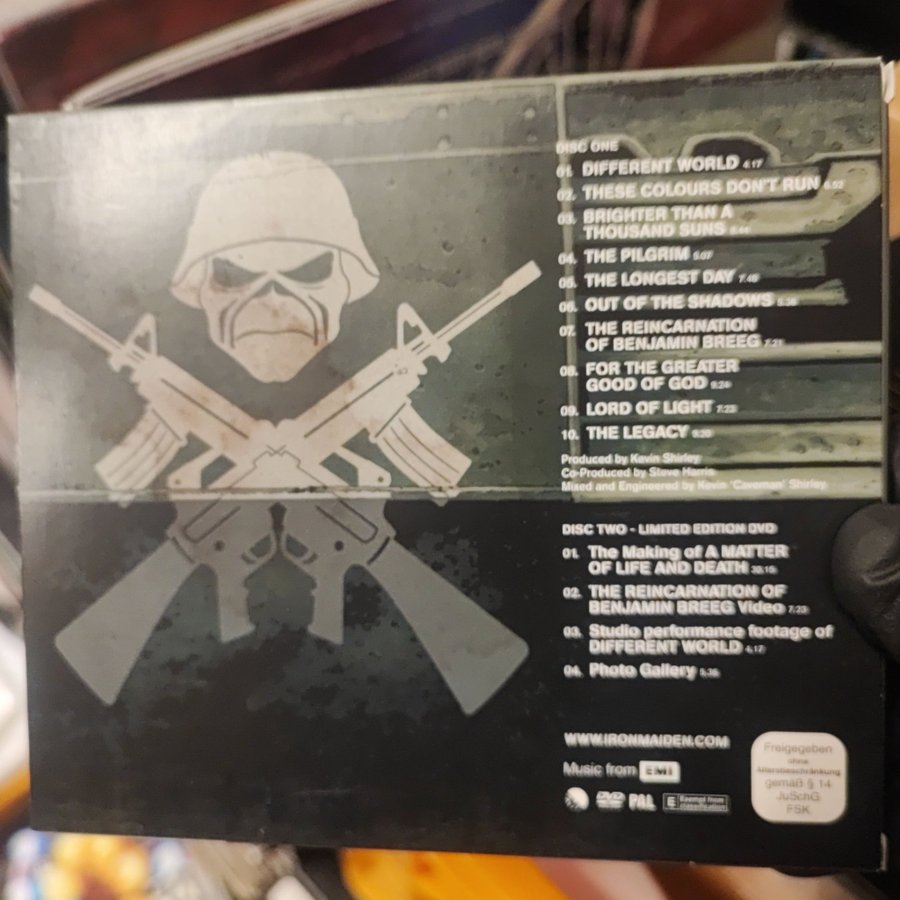 DISC ONE
01. DIFFERENT WORLD 4.17
02. THESE COLOURS DON'T RUN 6.52
03. BRIGHTER THAN A
THOUSAND SUNS 8.44
04. THE PILGRIM 5.07
05. THE LONGEST DAY 7.48
06. OUT OF THE SHADOWS 5.36
07. THE REINCARNATION
OF BENJAMIN BREEG 7.21
08. FOR THE GREATER
GOOD OF GOD 9.24
09. LORD OF LIGHT 7.23
10. THE LEGACY
Produced by Kevin Shirley
Co-Produced by Steve Harris
Mixed and Engineered by Kevin 'Caveman' Shirley
DISC TWO - LIMITED EDITION DVD
01. The Making of A MATTER
OF LIFE AND DEATH
02. THE REINCARNATION OF
BENJAMIN BREEG Video 7.23
03. Studio performance footage of
DIFFERENT WORLD 4.17
04. Photo Gallery
WWW.IRONMAIDEN.COM
Music from EMI
DVD PAL E Exempt from
classification
Freigegeben
ohne
Altersbeschränkung
gemäß § 14
JuSchG
FSK